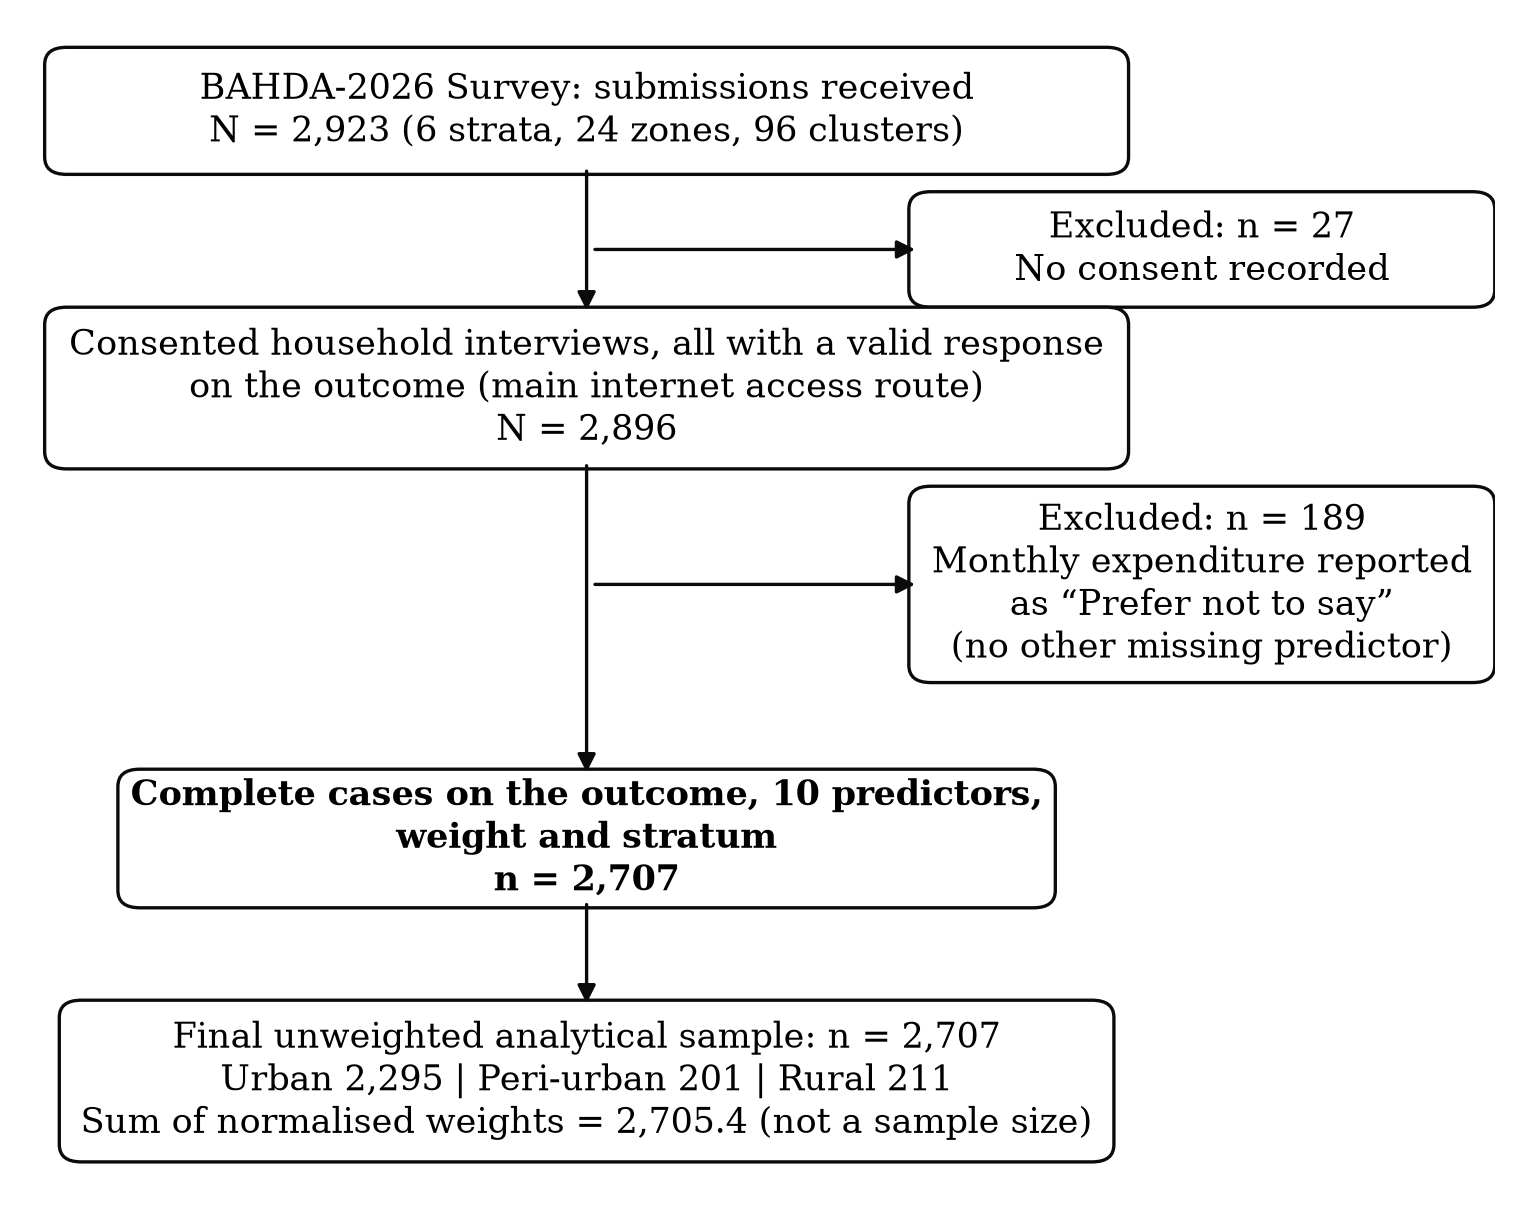 BAHDA-2026 Survey: submissions received
N = 2,923 (6 strata, 24 zones, 96 clusters)
Excluded: n = 27
No consent recorded
Consented household interviews, all with a valid response
on the outcome (main internet access route)
N = 2,896
Excluded: n = 189
Monthly expenditure reported
as “Prefer not to say”
(no other missing predictor)
Complete cases on the outcome, 10 predictors,
weight and stratum
n = 2,707
Final unweighted analytical sample: n = 2,707
Urban 2,295 | Peri-urban 201 | Rural 211
Sum of normalised weights = 2,705.4 (not a sample size)